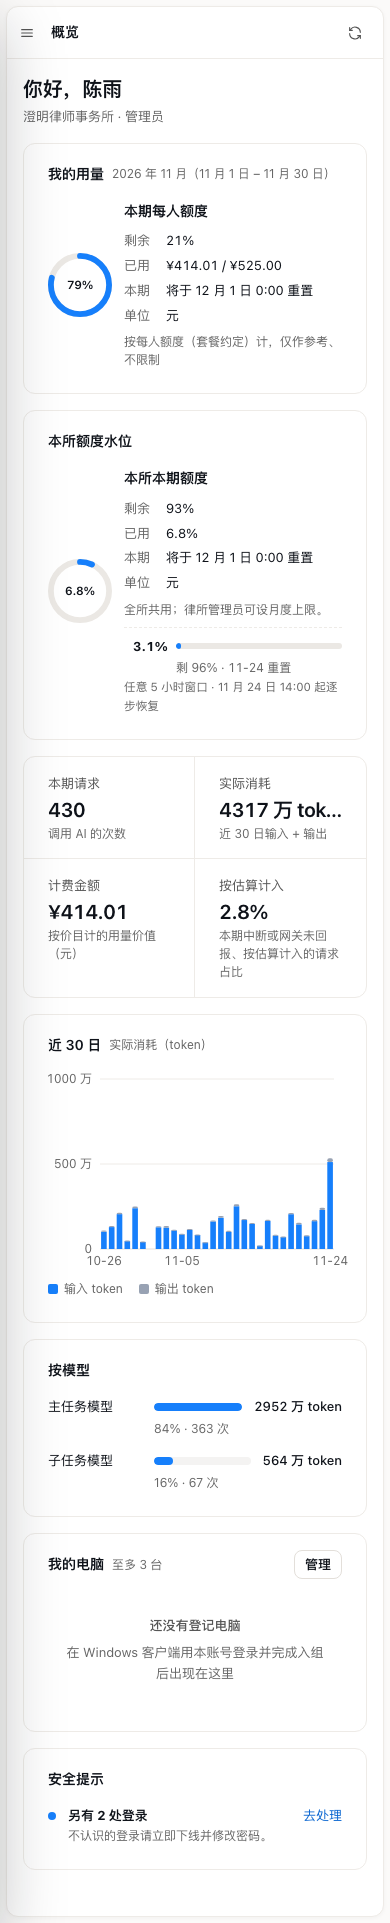 概览
你好，陈雨
澄明律师事务所 · 管理员
我的用量 2026 年 11 月（11 月 1 日 – 11 月 30 日）
本期每人额度
79%
剩余 21%
已用 ¥414.01 / ¥525.00
本期 将于 12 月 1 日 0:00 重置
单位 元
按每人额度（套餐约定）计，仅作参考、
不限制
本所额度水位
本所本期额度
6.8%
剩余 93%
已用 6.8%
本期 将于 12 月 1 日 0:00 重置
单位 元
全所共用；律所管理员可设月度上限。
3.1%
剩 96% · 11-24 重置
任意 5 小时窗口 · 11 月 24 日 14:00 起逐
步恢复
本期请求
430
调用 AI 的次数
实际消耗
4317 万 tok...
近 30 日输入 + 输出
计费金额
¥414.01
按价目计的用量价值
（元）
按估算计入
2.8%
本期中断或网关未回
报、按估算计入的请求
占比
近 30 日 实际消耗（token）
1000 万
500 万
0
10-26 11-05 11-24
输入 token 输出 token
按模型
主任务模型 2952 万 token
84% · 363 次
子任务模型 564 万 token
16% · 67 次
我的电脑 至多 3 台 管理
还没有登记电脑
在 Windows 客户端用本账号登录并完成入组
后出现在这里
安全提示
另有 2 处登录 去处理
不认识的登录请立即下线并修改密码。